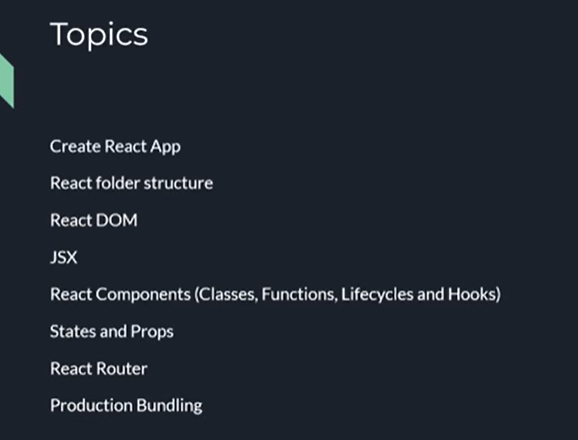 Topics
Create React App
React folder structure
React DOM
JSX
React Components (Classes, Functions, Lifecycles and Hooks)
States and Props
React Router
Production Bundling